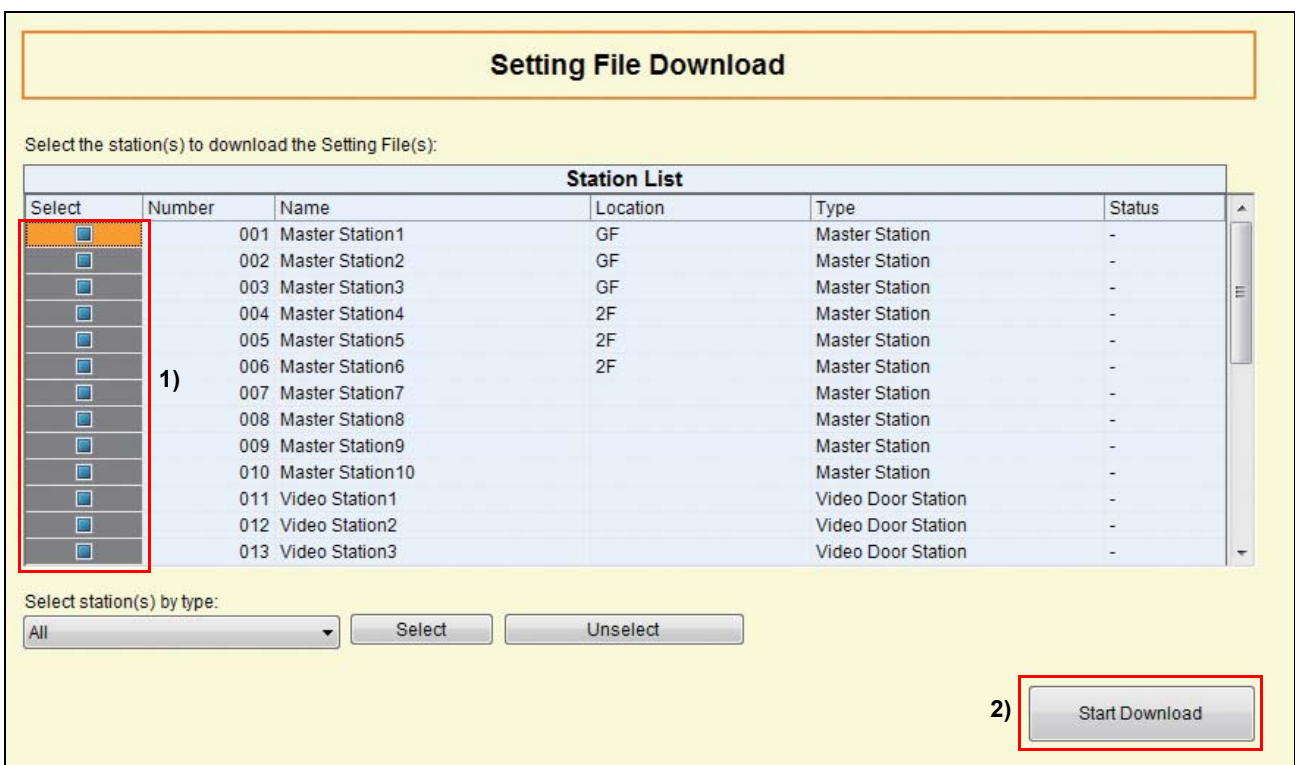 Setting File Download
Select the station(s) to download the Setting File(s):
Station List
Select Number Name Location Type Status
001 Master Station1 GF Master Station -
002 Master Station2 GF Master Station -
003 Master Station3 GF Master Station -
004 Master Station4 2F Master Station -
005 Master Station5 2F Master Station -
006 Master Station6 2F Master Station -
1)
007 Master Station7 Master Station -
008 Master Station8 Master Station -
009 Master Station9 Master Station -
010 Master Station10 Master Station -
011 Video Station1 Video Door Station -
012 Video Station2 Video Door Station -
013 Video Station3 Video Door Station -
Select station(s) by type:
All Select Unselect
2) Start Download